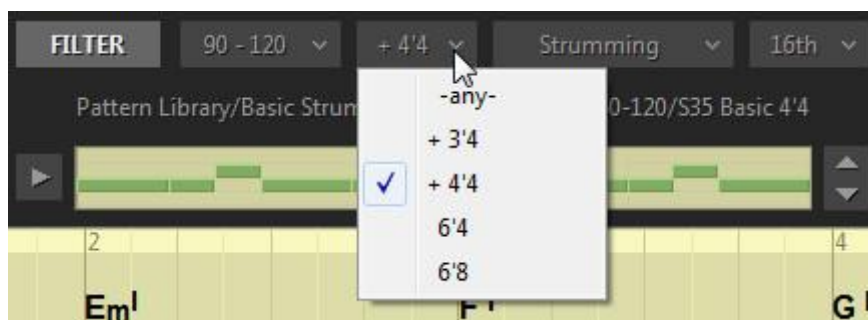 FILTER 90 - 120 + 4'4 Strumming 16th
-any-
Pattern Library/Basic Strum 0-120/S35 Basic 4'4
+ 3'4
+ 4'4
6'4
6'8
2 4
Em F G